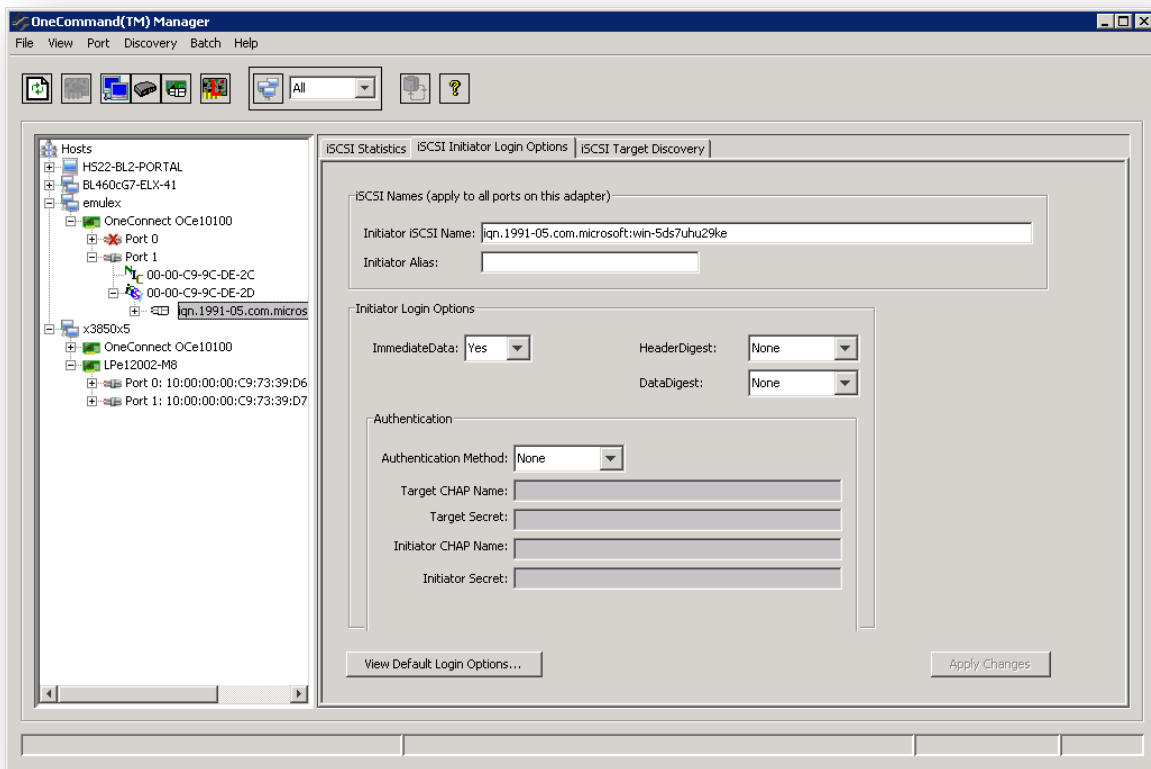 OneCommand(TM) Manager
File View Port Discovery Batch Help
All
?
Hosts
HS22-BL2-PORTAL
BL460cG7-ELX-41
emulex
OneConnect OCe10100
Port 0
Port 1
NIC 00-00-C9-9C-DE-2C
00-00-C9-9C-DE-2D
iqn.1991-05.com.micros
x3850x5
OneConnect OCe10100
LPe12002-M8
Port 0: 10:00:00:00:C9:73:39:D6
Port 1: 10:00:00:00:C9:73:39:D7
iSCSI Statistics iSCSI Initiator Login Options iSCSI Target Discovery
iSCSI Names (apply to all ports on this adapter)
Initiator iSCSI Name: iqn.1991-05.com.microsoft:win-5ds7uhu29ke
Initiator Alias:
Initiator Login Options
ImmediateData: Yes HeaderDigest: None
DataDigest: None
Authentication
Authentication Method: None
Target CHAP Name:
Target Secret:
Initiator CHAP Name:
Initiator Secret:
View Default Login Options... Apply Changes